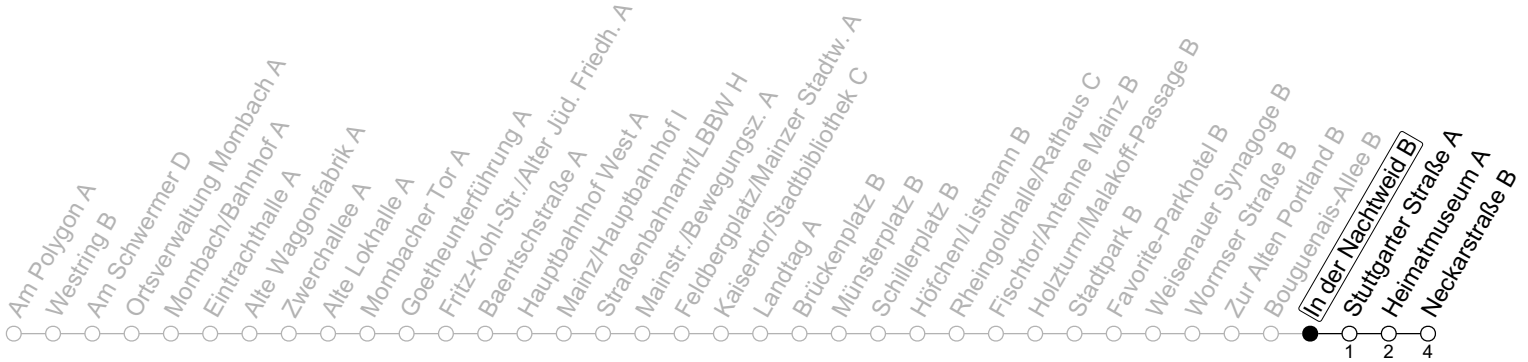 Am Polygon A
Westring B
Am Schwermer D
Ortsverwaltung Mombach A
Mombach/Bahnhof A
Eintrachthalle A
Alte Waggonfabrik A
Zwerchallee A
Alte Lokhalle A
Mombacher Tor A
Goetheunterführung A
Fritz-Kohl-Str./Alter Jüd. Friedh. A
Baentschstraße A
Hauptbahnhof West A
Mainz/Hauptbahnhof I
Straßenbahnamt/LBBW H
Mainstr./Bewegungsz. A
Feldbergplatz/Mainzer Stadtw. A
Kaisertor/Stadtbibliothek C
Landtag A
Brückenplatz B
Münsterplatz B
Schillerplatz B
Höfchen/Listmann B
Rheingoldhalle/Rathaus C
Fischtor/Antenne Mainz B
Holzturm/Malakoff-Passage B
Stadtpark B
Favorite-Parkhotel B
Weisenauer Synagoge B
Wormser Straße B
Zur Alten Portland B
Bouguenais-Allee B
In der Nachtweid B
Stuttgarter Straße A
Heimatmuseum A
Neckarstraße B
1 2 4